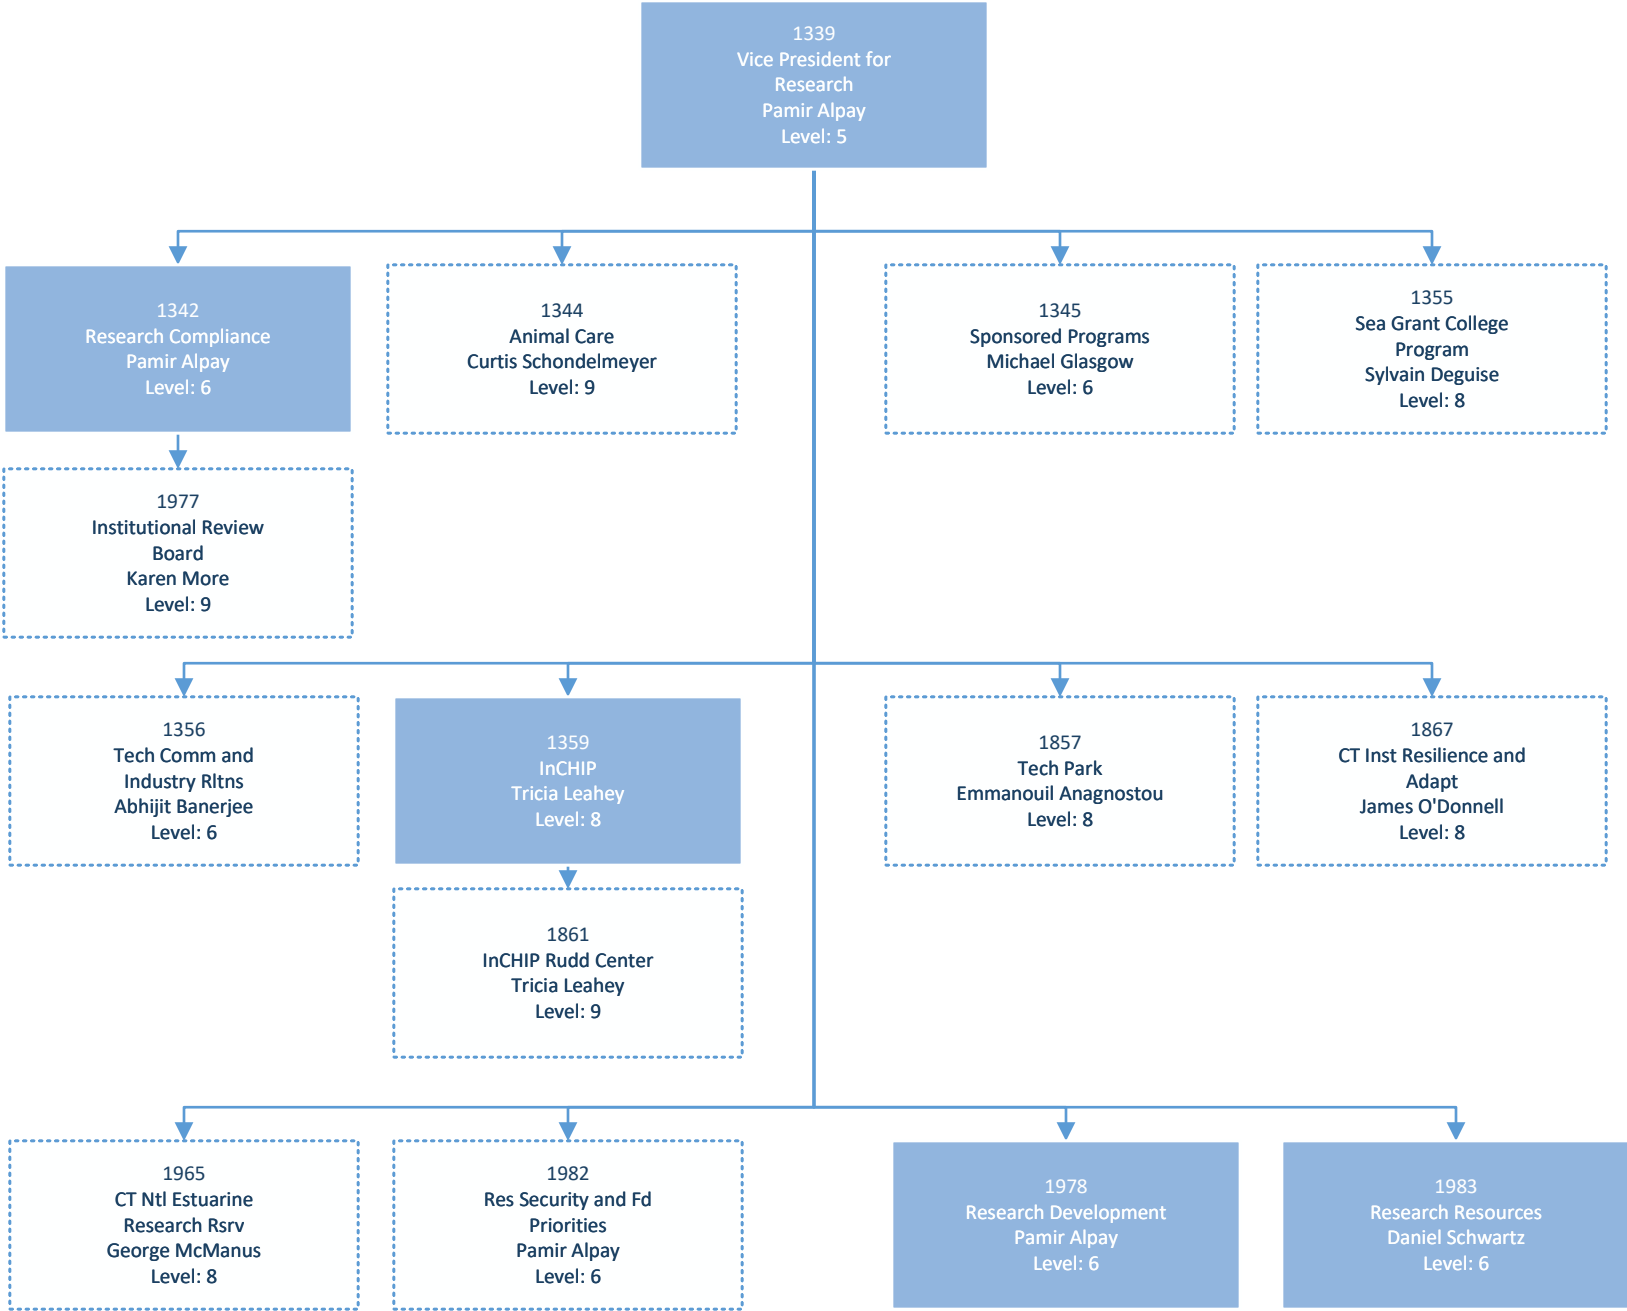 1339
Vice President for
Research
Pamir Alpay
Level: 5
1342
Research Compliance
Pamir Alpay
Level: 6
1344
Animal Care
Curtis Schondelmeyer
Level: 9
1345
Sponsored Programs
Michael Glasgow
Level: 6
1355
Sea Grant College
Program
Sylvain Deguise
Level: 8
1977
Institutional Review
Board
Karen More
Level: 9
1356
Tech Comm and
Industry Rltns
Abhijit Banerjee
Level: 6
1359
InCHIP
Tricia Leahey
Level: 8
1857
Tech Park
Emmanouil Anagnostou
Level: 8
1867
CT Inst Resilience and
Adapt
James O'Donnell
Level: 8
1861
InCHIP Rudd Center
Tricia Leahey
Level: 9
1965
CT Ntl Estuarine
Research Rsrv
George McManus
Level: 8
1982
Res Security and Fd
Priorities
Pamir Alpay
Level: 6
1978
Research Development
Pamir Alpay
Level: 6
1983
Research Resources
Daniel Schwartz
Level: 6